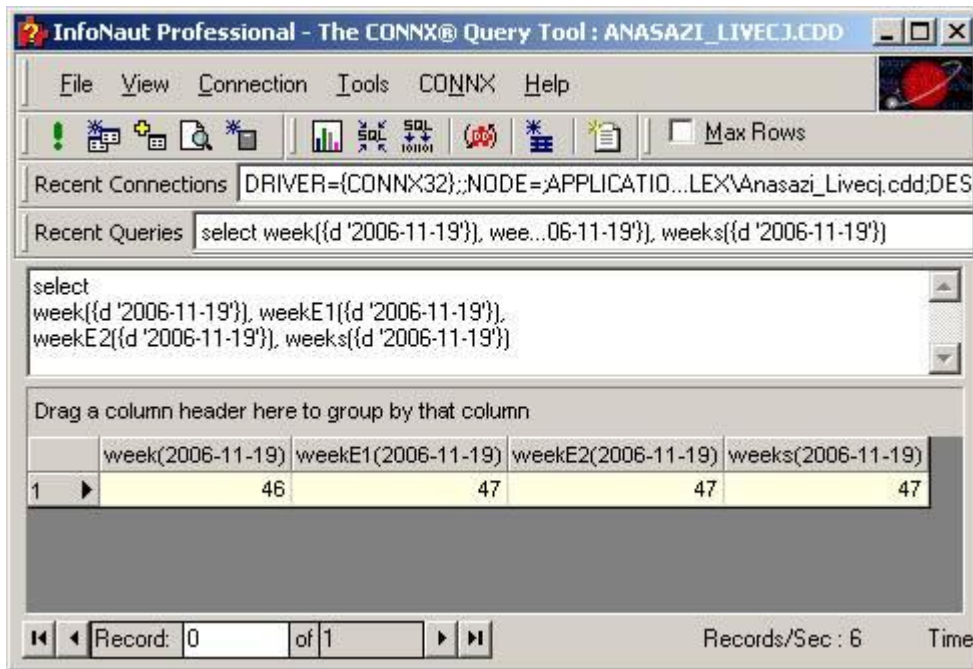 InfoNaut Professional - The CONNX® Query Tool : ANASAZI_LIVECJ.CDD
File View Connection Tools CONNX Help
SQL SQL Max Rows
Recent Connections DRIVER={CONNX32};;NODE=;APPLICATIO...LEX\Anasazi_Livecj.cdd;DES
Recent Queries select week({d '2006-11-19'}), wee...06-11-19'}), weeks({d '2006-11-19'})
select
week({d '2006-11-19'}), weekE1({d '2006-11-19'}),
weekE2({d '2006-11-19'}), weeks({d '2006-11-19'})
Drag a column header here to group by that column
week(2006-11-19) weekE1(2006-11-19) weekE2(2006-11-19) weeks(2006-11-19)
1 46 47 47 47
Record: 0 of 1 Records/Sec : 6 Time